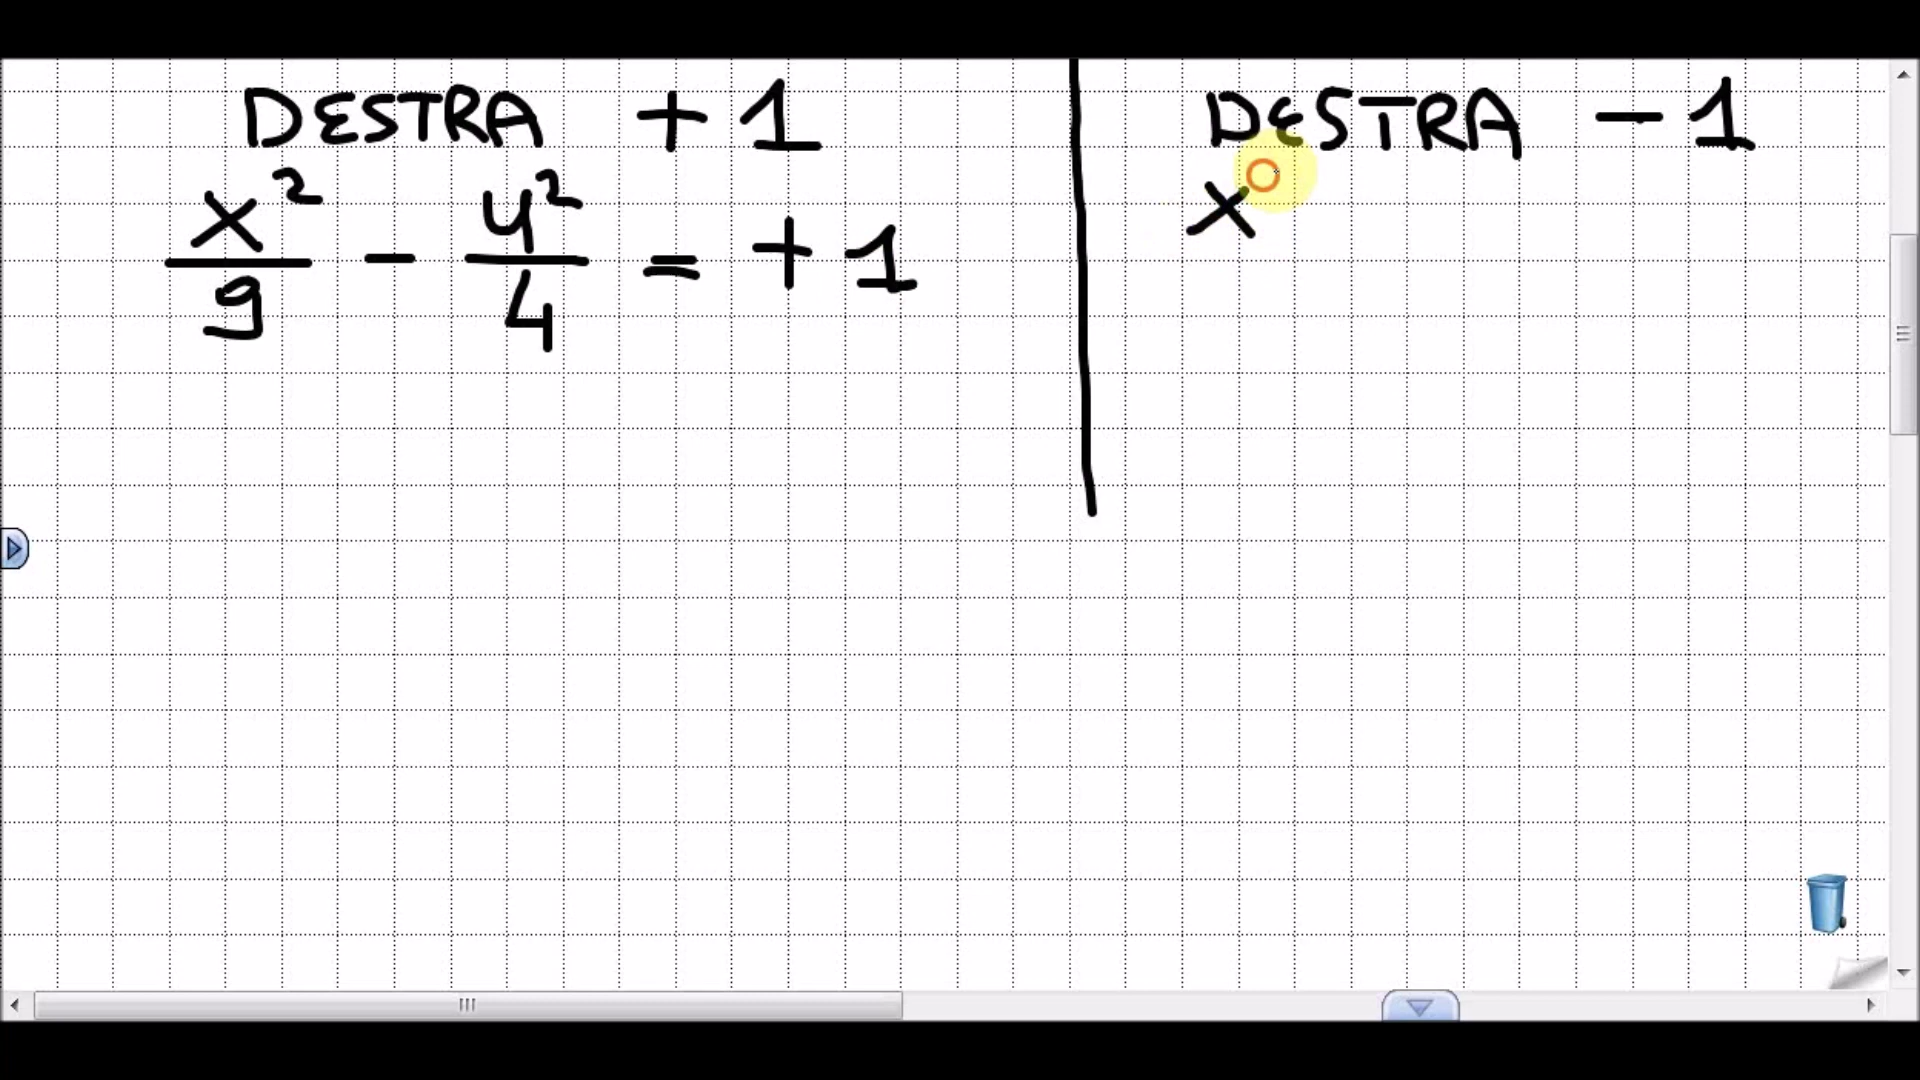 DESTRA + 1
x²/9 - y²/4 = + 1
DESTRA - 1
x